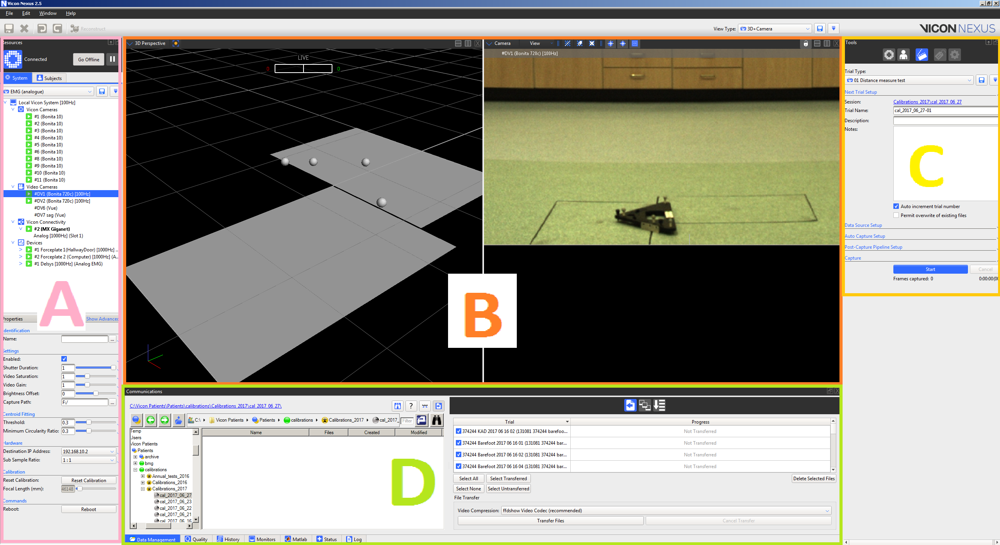 Vicon Nexus 2.5
File Edit Window Help
Reconstruct
View Type: 3D+Camera
VICON NEXUS
esources
Connected
Go Offline
System Subjects
EMG (analogue)
Local Vicon System [100Hz]
Vicon Cameras
#1 (Bonita 10)
#2 (Bonita 10)
#3 (Bonita 10)
#4 (Bonita 10)
#5 (Bonita 10)
#6 (Bonita 10)
#8 (Bonita 10)
#9 (Bonita 10)
#10 (Bonita 10)
#11 (Bonita 10)
Video Cameras
#DV1 (Bonita 720c) [100Hz]
#DV2 (Bonita 720c) [100Hz]
#DV6 (Vue)
#DV7 sag (Vue)
Vicon Connectivity
#2 (MX Giganet)
Analog [1000Hz] (Slot 1)
Devices
#1 Forceplate 1(HallwayDoor) [1000Hz] ...
#2 Forceplate 2 (Computer) [1000Hz] (A...
#1 Delsys [1000Hz] (Analog EMG)
A
Properties Show Advanced
dentification
Name: ...
Settings
Enabled:
Shutter Duration: 1
Video Saturation: 1
Video Gain: 1
Brightness Offset: 0
Capture Path: F:/ ...
Centroid Fitting
Threshold: 0.3
Minimum Circularity Ratio: 0.3
Hardware
Destination IP Address: 192.168.10.2
Sub Sample Ratio: 1 : 1
Calibration
Reset Calibration: Reset Calibration
Focal Length (mm): 46148
Commands
Reboot: Reboot
3D Perspective
LIVE
0 0
Camera View
#DV1 (Bonita 720c) [100Hz]
B
Tools
Trial Type:
01 Distance measure test
Next Trial Setup
Session: Calibrations_2017\cal_2017_06_27
Trial Name: cal_2017_06_27-01
Description:
Notes:
C
Auto increment trial number
Permit overwrite of existing files
Data Source Setup
Auto Capture Setup
Post-Capture Pipeline Setup
Capture
Start Cancel
Frames captured: 0 0:00:00(00
Communications
C:\Vicon Patients\Patients\calibrations\Calibrations_2017\cal_2017_06_27\
?
C:\ Vicon Patients Patients calibrations Calibrations_2017 cal_2017_ Filter
Temp
Users
Vicon Patients
Patients
archive
bmg
calibrations
Annual_tests_2016
Calibrations_2016
Calibrations_2017
cal_2017_06_27
cal_2017_06_23
cal_2017_06_22
cal_2017_06_21
cal_2017_06_16
Name Files Created Modified
D
Trial Progress
374244 KAD 2017 06 16 02 (131081 374244 barefoo... Not Transferred
374244 Barefoot 2017 06 16 01 (131081 374244 bar... Not Transferred
374244 Barefoot 2017 06 16 02 (131081 374244 bar... Not Transferred
374244 Barefoot 2017 06 16 04 (131081 374244 bar... Not Transferred
Select All Select Transferred Delete Selected Files
Select None Select Untransferred
File Transfer
Video Compression: ffdshow Video Codec (recommended)
Transfer Files Cancel Transfer
Data Management Quality History Monitors Matlab Status Log